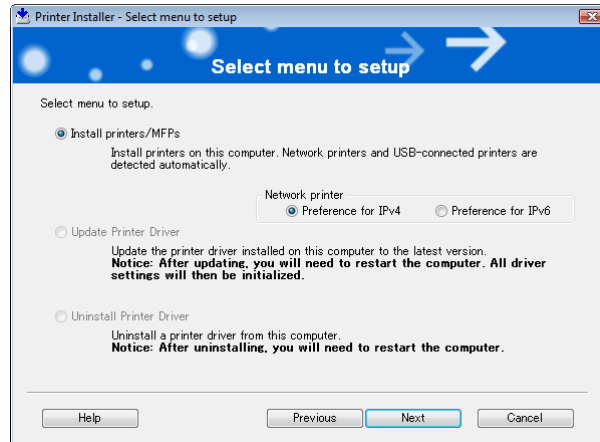 Printer Installer - Select menu to setup
Select menu to setup
Select menu to setup.
Install printers/MFPs
Install printers on this computer. Network printers and USB-connected printers are
detected automatically.
Network printer
Preference for IPv4 Preference for IPv6
Update Printer Driver
Update the printer driver installed on this computer to the latest version.
Notice: After updating, you will need to restart the computer. All driver
settings will then be initialized.
Uninstall Printer Driver
Uninstall a printer driver from this computer.
Notice: After uninstalling, you will need to restart the computer.
Help Previous Next Cancel